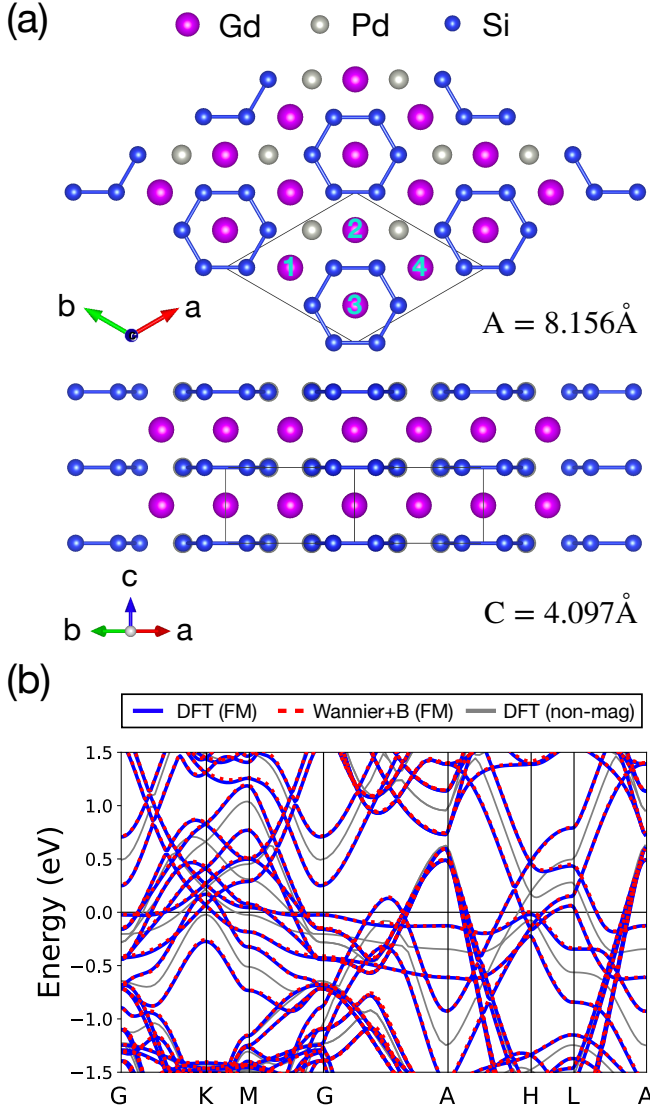 (a)
Gd Pd Si
2
1 4
3
b a
A = 8.156Å
c
b a
C = 4.097Å
(b)
DFT (FM) Wannier+B (FM) DFT (non-mag)
Energy (eV)
1.5
1.0
0.5
0.0
−0.5
−1.0
−1.5
G K M G A H L A